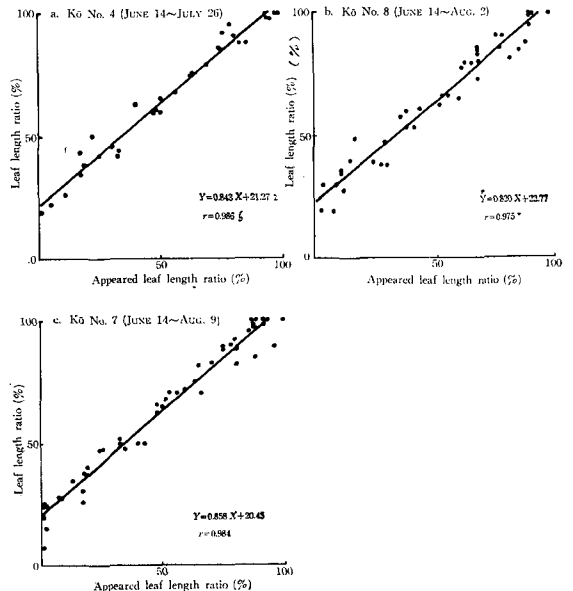 a. Kō No. 4 (JUNE 14~JULY 26)
100
50
.0
50
100
Leaf length ratio (%)
Appeared leaf length ratio (%)
Y=0.843 X+21.27
r=0.986
b. Kō No. 8 (JUNE 14~AUG. 2)
100
(%)
50
0
50
100
Leaf length ratio (%)
Appeared leaf length ratio (%)
Y=0.820 X+22.77
r=0.975
c. Kō No. 7 (JUNE 14~AUG. 9)
100
50
0
50
100
Leaf length ratio (%)
Appeared leaf length ratio (%)
Y=0.858 X+20.43
r=0.984